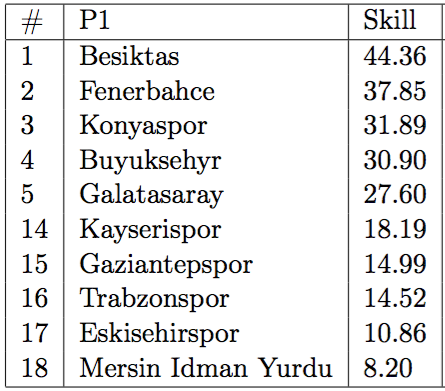 # P1 Skill
1 Besiktas 44.36
2 Fenerbahce 37.85
3 Konyaspor 31.89
4 Buyuksehyr 30.90
5 Galatasaray 27.60
14 Kayserispor 18.19
15 Gaziantepspor 14.99
16 Trabzonspor 14.52
17 Eskisehirspor 10.86
18 Mersin Idman Yurdu 8.20